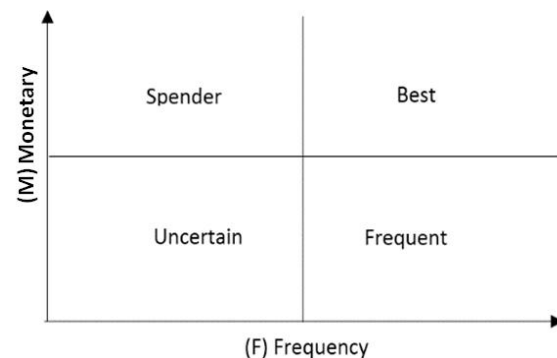 (M) Monetary
Spender
Best
Uncertain
Frequent
(F) Frequency